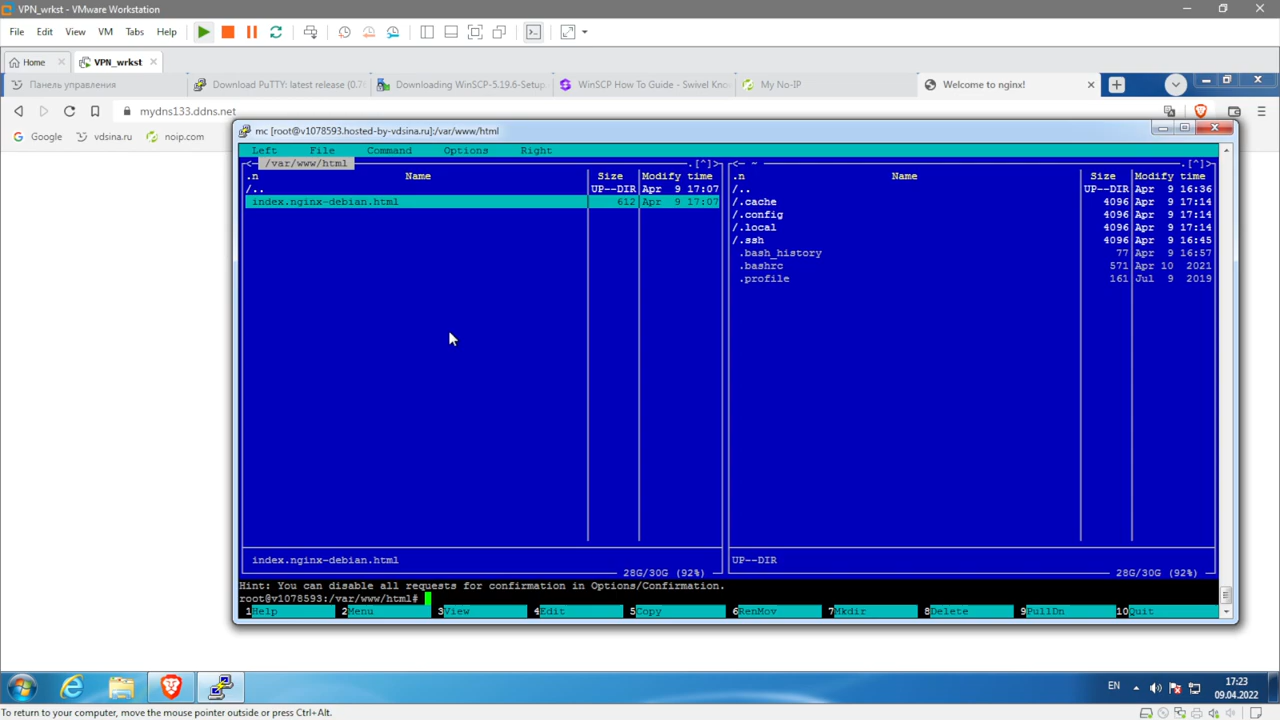 VPN_wrkst - VMware Workstation
File Edit View VM Tabs Help
Home VPN_wrkst
Панель управления Download PuTTY: latest release (0.7 Downloading WinSCP-5.19.6-Setup. WinSCP How To Guide - Swivel Kno My No-IP Welcome to nginx!
mydns133.ddns.net
Google vdsina.ru noip.com
mc [root@v1078593.hosted-by-vdsina.ru]:/var/www/html
Left File Command Options Right
<- /var/www/html .[^]> <- ~ .[^]>
.n Name Size Modify time .n Name Size Modify time
/.. UP--DIR Apr 9 17:07 /.. UP--DIR Apr 9 16:36
index.nginx-debian.html 612 Apr 9 17:07 /.cache 4096 Apr 9 17:14
/.config 4096 Apr 9 17:14
/.local 4096 Apr 9 17:14
/.ssh 4096 Apr 9 16:45
.bash_history 77 Apr 9 16:57
.bashrc 571 Apr 10 2021
.profile 161 Jul 9 2019
index.nginx-debian.html UP--DIR
28G/30G (92%) 28G/30G (92%)
Hint: You can disable all requests for confirmation in Options/Confirmation.
root@v1078593:/var/www/html#
1Help 2Menu 3View 4Edit 5Copy 6RenMov 7Mkdir 8Delete 9PullDn 10Quit
EN 17:23
09.04.2022
To return to your computer, move the mouse pointer outside or press Ctrl+Alt.